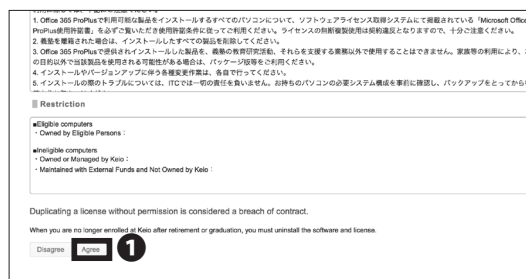 1. Office 365 ProPlusで利用可能な製品をインストールするすべてのパソコンについて、ソフトウェアライセンス取得システムにて掲載されている「Microsoft Office
ProPlus使用許諾書」を必ずご覧いただき使用許諾条件に従ってご利用ください。ライセンスの無断複製使用は契約違反となりますので、十分ご注意ください。
2. 義塾を離籍された場合は、インストールしたすべての製品を削除してください。
3. Office 365 ProPlusで提供されインストールした製品を、義塾の教育研究活動、それらを支援する業務以外で使用することはできません。家族等の利用により、
の目的以外で当該製品を使用される可能性がある場合は、パッケージ版等をご利用ください。
4. インストールやバージョンアップに伴う各種変更作業は、各自で行ってください。
5. インストールの際のトラブルについては、ITCでは一切の責任を負いません。お持ちのパソコンの必要システム構成を事前に確認し、バックアップをとってから
Restriction
■Eligible computers
・Owned by Eligible Persons：
■Ineligible computers
・Owned or Managed by Keio：
・Maintained with External Funds and Not Owned by Keio：
Duplicating a license without permission is considered a breach of contract.
When you are no longer enrolled at Keio after retirement or graduation, you must uninstall the software and license.
Disagree Agree 1